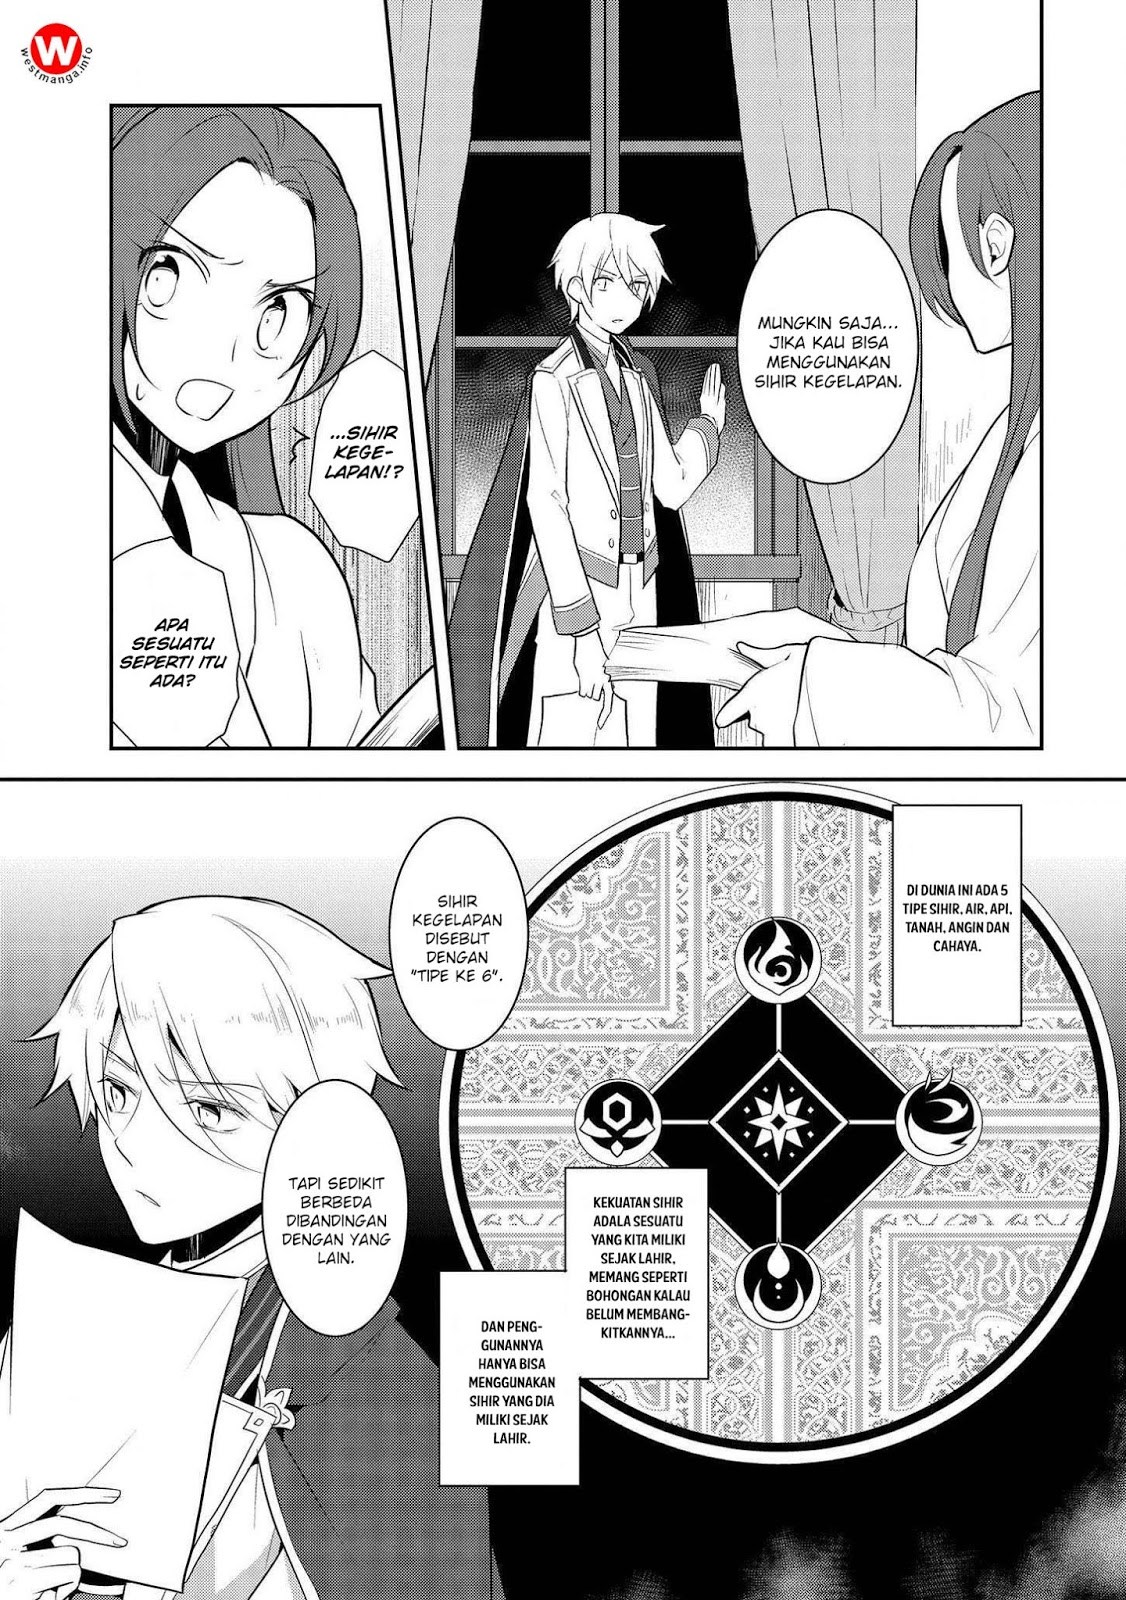 W
westmanga.info
MUNGKIN SAJA...
JIKA KAU BISA
MENGGUNAKAN
SIHIR KEGELAPAN.
...SIHIR
KEGE-
LAPAN!?
APA
SESUATU
SEPERTI ITU
ADA?
DI DUNIA INI ADA 5
TIPE SIHIR, AIR, API,
TANAH, ANGIN DAN
CAHAYA.
KEKUATAN SIHIR
ADALA SESUATU
YANG KITA MILIKI
SEJAK LAHIR,
MEMANG SEPERTI
BOHONGAN KALAU
BELUM MEMBANG-
KITKANNYA...
DAN PENG-
GUNANNYA
HANYA BISA
MENGGUNAKAN
SIHIR YANG DIA
MILIKI SEJAK
LAHIR.
SIHIR
KEGELAPAN
DISEBUT
DENGAN
"TIPE KE 6".
TAPI SEDIKIT
BERBEDA
DIBANDINGAN
DENGAN YANG
LAIN.